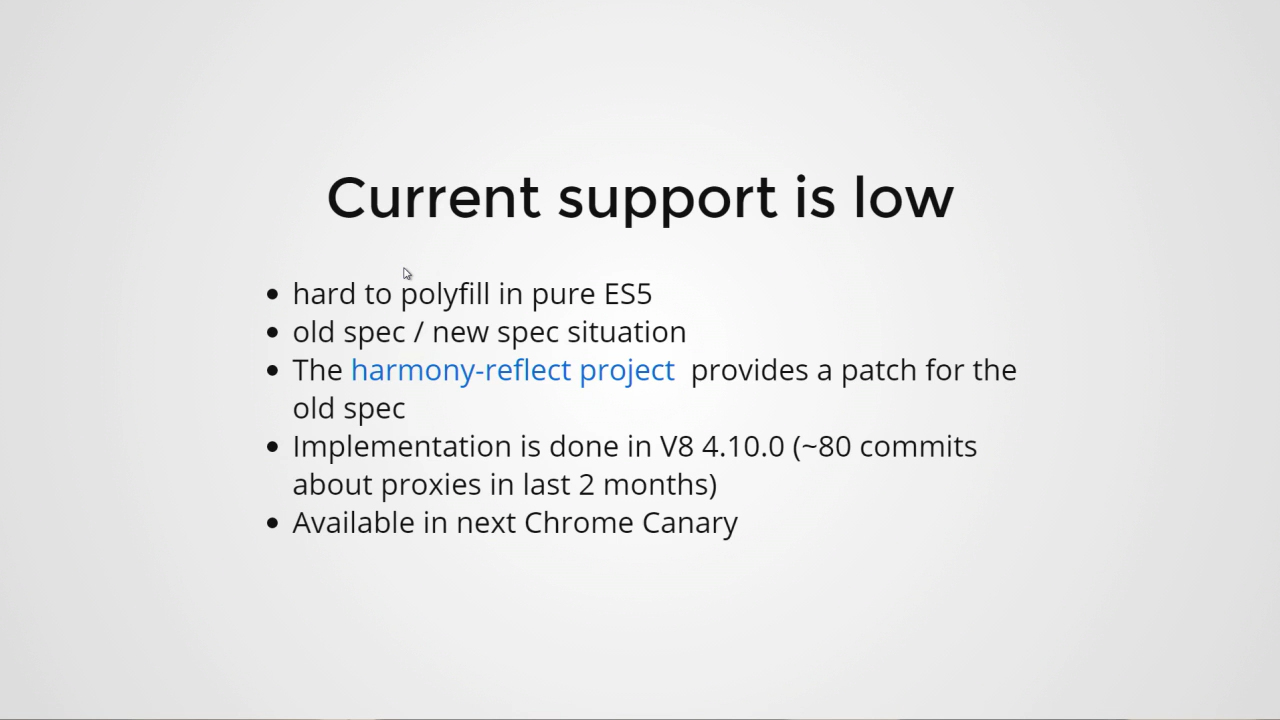 Current support is low
• hard to polyfill in pure ES5
• old spec / new spec situation
• The harmony-reflect project provides a patch for the
old spec
• Implementation is done in V8 4.10.0 (~80 commits
about proxies in last 2 months)
• Available in next Chrome Canary